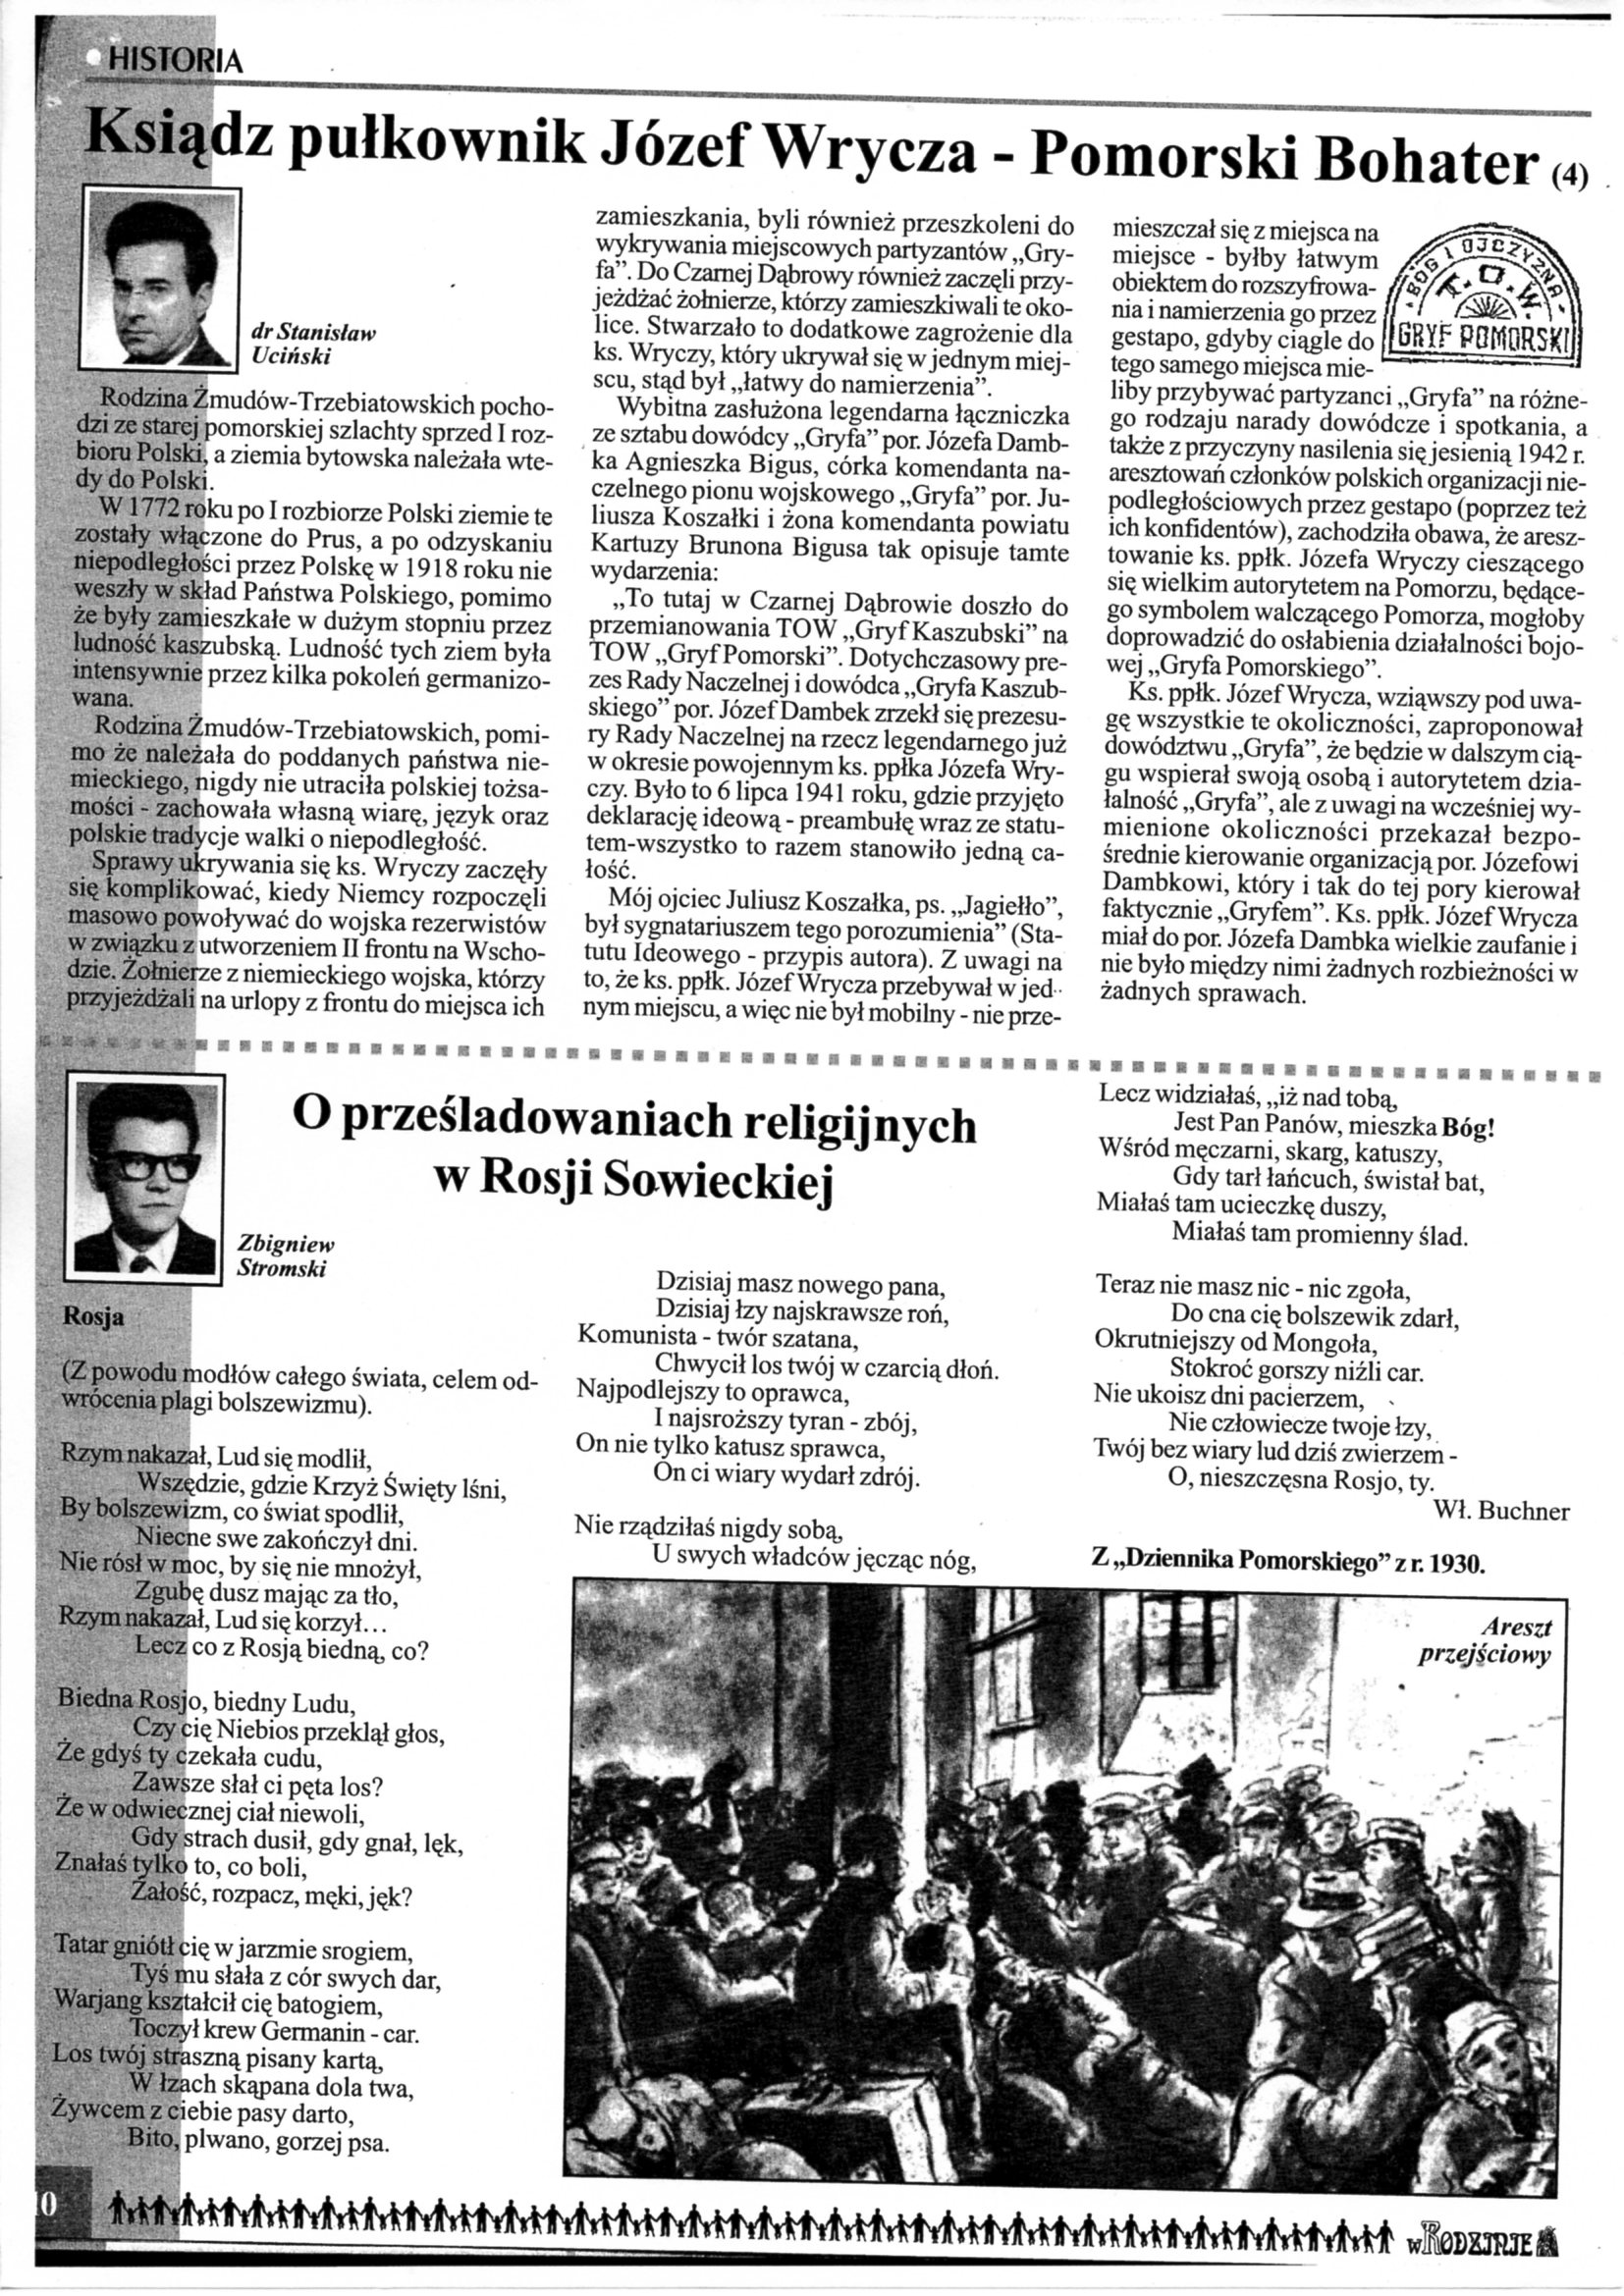 HISTORIA
Ksiądz pułkownik Józef Wrycza - Pomorski Bohater (4)
dr Stanisław
Uciński
Rodzina Żmudów-Trzebiatowskich pocho-
dzi ze starej pomorskiej szlachty sprzed I roz-
bioru Polski, a ziemia bytowska należała wte-
dy do Polski.
W 1772 roku po I rozbiorze Polski ziemie te
zostały włączone do Prus, a po odzyskaniu
niepodległości przez Polskę w 1918 roku nie
weszły w skład Państwa Polskiego, pomimo
że były zamieszkałe w dużym stopniu przez
ludność kaszubską. Ludność tych ziem była
intensywnie przez kilka pokoleń germanizo-
wana.
Rodzina Żmudów-Trzebiatowskich, pomi-
mo że należała do poddanych państwa nie-
mieckiego, nigdy nie utraciła polskiej tożsa-
mości - zachowała własną wiarę, język oraz
polskie tradycje walki o niepodległość.
Sprawy ukrywania się ks. Wryczy zaczęły
się komplikować, kiedy Niemcy rozpoczęli
masowo powoływać do wojska rezerwistów
w związku z utworzeniem II frontu na Wscho-
dzie. Żołnierze z niemieckiego wojska, którzy
przyjeżdżali na urlopy z frontu do miejsca ich
zamieszkania, byli również przeszkoleni do
wykrywania miejscowych partyzantów „Gry-
fa”. Do Czarnej Dąbrowy również zaczęli przy-
jeżdżać żołnierze, którzy zamieszkiwali te oko-
lice. Stwarzało to dodatkowe zagrożenie dla
ks. Wryczy, który ukrywał się w jednym miej-
scu, stąd był „łatwy do namierzenia”.
Wybitna zasłużona legendarna łączniczka
ze sztabu dowódcy „Gryfa” por. Józefa Damb-
ka Agnieszka Bigus, córka komendanta na-
czelnego pionu wojskowego „Gryfa” por. Ju-
liusza Koszałki i żona komendanta powiatu
Kartuzy Brunona Bigusa tak opisuje tamte
wydarzenia:
„To tutaj w Czarnej Dąbrowie doszło do
przemianowania TOW „Gryf Kaszubski” na
TOW „Gryf Pomorski”. Dotychczasowy pre-
zes Rady Naczelnej i dowódca „Gryfa Kaszub-
skiego” por. Józef Dambek zrzekł się prezesu-
ry Rady Naczelnej na rzecz legendarnego już
w okresie powojennym ks. ppłka Józefa Wry-
czy. Było to 6 lipca 1941 roku, gdzie przyjęto
deklarację ideową - preambułę wraz ze statu-
tem-wszystko to razem stanowiło jedną ca-
łość.
Mój ojciec Juliusz Koszałka, ps. „Jagiełło”,
był sygnatariuszem tego porozumienia” (Sta-
tutu Ideowego - przypis autora). Z uwagi na
to, że ks. ppłk. Józef Wrycza przebywał w jed-
nym miejscu, a więc nie był mobilny - nie prze-
mieszczał się z miejsca na
miejsce - byłby łatwym
obiektem do rozszyfrowa-
nia i namierzenia go przez
gestapo, gdyby ciągle do
tego samego miejsca mie-
liby przybywać partyzanci „Gryfa” na różne-
go rodzaju narady dowódcze i spotkania, a
także z przyczyny nasilenia się jesienią 1942 r.
aresztowań członków polskich organizacji nie-
podległościowych przez gestapo (poprzez też
ich konfidentów), zachodziła obawa, że aresz-
towanie ks. ppłk. Józefa Wryczy cieszącego
się wielkim autorytetem na Pomorzu, będące-
go symbolem walczącego Pomorza, mogłoby
doprowadzić do osłabienia działalności bojo-
wej „Gryfa Pomorskiego”.
Ks. ppłk. Józef Wrycza, wziąwszy pod uwa-
gę wszystkie te okoliczności, zaproponował
dowództwu „Gryfa”, że będzie w dalszym cią-
gu wspierał swoją osobą i autorytetem dzia-
łalność „Gryfa”, ale z uwagi na wcześniej wy-
mienione okoliczności przekazał bezpo-
średnie kierowanie organizacją por. Józefowi
Dambkowi, który i tak do tej pory kierował
faktycznie „Gryfem”. Ks. ppłk. Józef Wrycza
miał do por. Józefa Dambka wielkie zaufanie i
nie było między nimi żadnych rozbieżności w
żadnych sprawach.
BÓG I OJCZYZNA
T.O.W.
GRYF POMORSKI
O prześladowaniach religijnych
w Rosji Sowieckiej
Zbigniew
Stromski
Rosja
(Z powodu modłów całego świata, celem od-
wrócenia plagi bolszewizmu).
Rzym nakazał, Lud się modlił,
Wszędzie, gdzie Krzyż Święty lśni,
By bolszewizm, co świat spodlił,
Niecne swe zakończył dni.
Nie rósł w moc, by się nie mnożył,
Zgubę dusz mając za tło,
Rzym nakazał, Lud się korzył...
Lecz co z Rosją biedną, co?
Biedna Rosjo, biedny Ludu,
Czy cię Niebios przeklął głos,
Że gdyś ty czekała cudu,
Zawsze słał ci pęta los?
Że w odwiecznej ciał niewoli,
Gdy strach dusił, gdy gnał, lęk,
Znałaś tylko to, co boli,
Żałość, rozpacz, męki, jęk?
Tatar gniótł cię w jarzmie srogiem,
Tyś mu słała z cór swych dar,
Warjang kształcił cię batogiem,
Toczył krew Germanin - car.
Los twój straszną pisany kartą,
W łzach skąpana dola twa,
Żywcem z ciebie pasy darto,
Bito, plwano, gorzej psa.
Dzisiaj masz nowego pana,
Dzisiaj łzy najskrawsze roń,
Komunista - twór szatana,
Chwycił los twój w czarcią dłoń.
Najpodlejszy to oprawca,
I najsroższy tyran - zbój,
On nie tylko katusz sprawca,
On ci wiary wydarł zdrój.
Nie rządziłaś nigdy sobą,
U swych władców jęcząc nóg,
Lecz widziałaś, „iż nad tobą,
Jest Pan Panów, mieszka Bóg!
Wśród męczarni, skarg, katuszy,
Gdy tarł łańcuch, świstał bat,
Miałaś tam ucieczkę duszy,
Miałaś tam promienny ślad.
Teraz nie masz nic - nic zgoła,
Do cna cię bolszewik zdarł,
Okrutniejszy od Mongoła,
Stokroć gorszy niźli car.
Nie ukoisz dni pacierzem,
Nie człowiecze twoje łzy,
Twój bez wiary lud dziś zwierzem -
O, nieszczęsna Rosjo, ty.
Wł. Buchner
Z „Dziennika Pomorskiego” z r. 1930.
Areszt
przejściowy
10
w RODZINIE